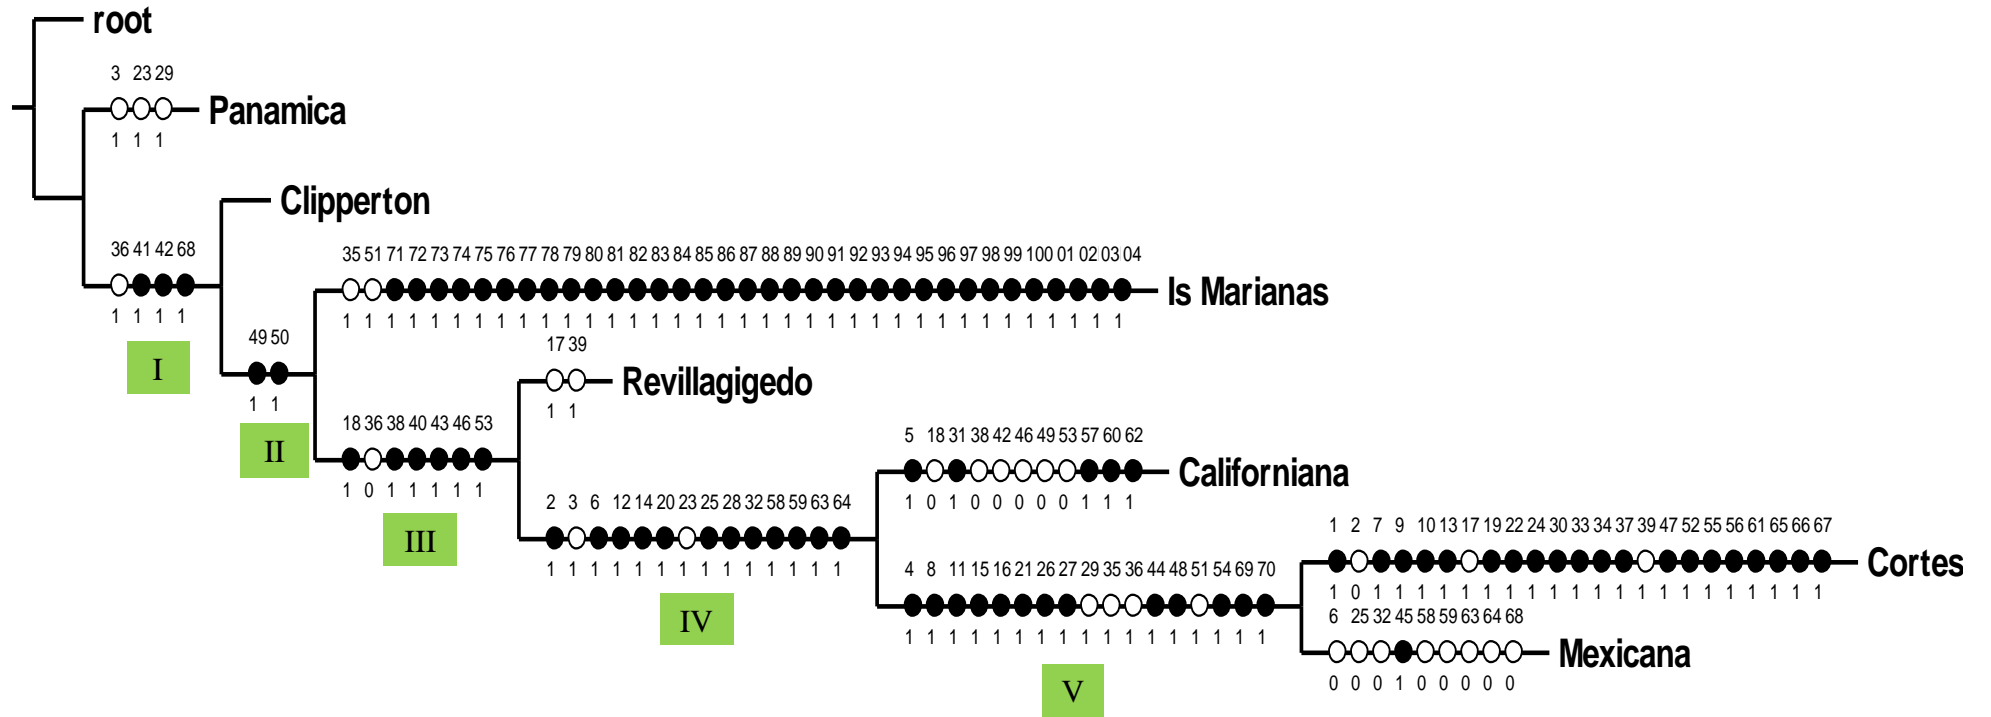 root
3 23 29
Panamica
1 1 1
Clipperton
36 41 42 68
1 1 1 1
I
35 51 71 72 73 74 75 76 77 78 79 80 81 82 83 84 85 86 87 88 89 90 91 92 93 94 95 96 97 98 99 100 01 02 03 04
Is Marianas
1 1 1 1 1 1 1 1 1 1 1 1 1 1 1 1 1 1 1 1 1 1 1 1 1 1 1 1 1 1 1 1 1 1 1 1
49 50
1 1
II
17 39
Revillagigedo
1 1
18 36 38 40 43 46 53
1 0 1 1 1 1 1
III
5 18 31 38 42 46 49 53 57 60 62
Californiana
1 0 1 0 0 0 0 0 1 1 1
2 3 6 12 14 20 23 25 28 32 58 59 63 64
1 1 1 1 1 1 1 1 1 1 1 1 1 1
IV
1 2 7 9 10 13 17 19 22 24 30 33 34 37 39 47 52 55 56 61 65 66 67
Cortes
1 0 1 1 1 1 1 1 1 1 1 1 1 1 1 1 1 1 1 1 1 1 1
4 8 11 15 16 21 26 27 29 35 36 44 48 51 54 69 70
1 1 1 1 1 1 1 1 1 1 1 1 1 1 1 1 1
V
6 25 32 45 58 59 63 64 68
Mexicana
0 0 0 1 0 0 0 0 0